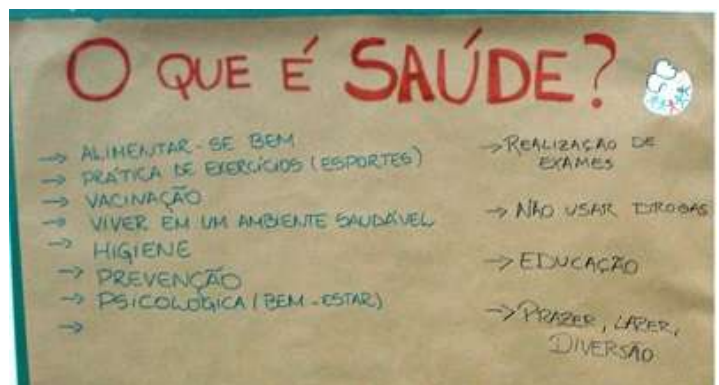 O QUE É SAÚDE?
→ ALIMENTAR-SE BEM
→ PRÁTICA DE EXERCÍCIOS (ESPORTES)
→ VACINAÇÃO
→ VIVER EM UM AMBIENTE SAUDÁVEL
→ HIGIENE
→ PREVENÇÃO
→ PSICOLÓGICA (BEM-ESTAR)
→
→ REALIZAÇÃO DE
EXAMES
→ NÃO USAR DROGAS
→ EDUCAÇÃO
→ PRAZER, LAZER,
DIVERSÃO